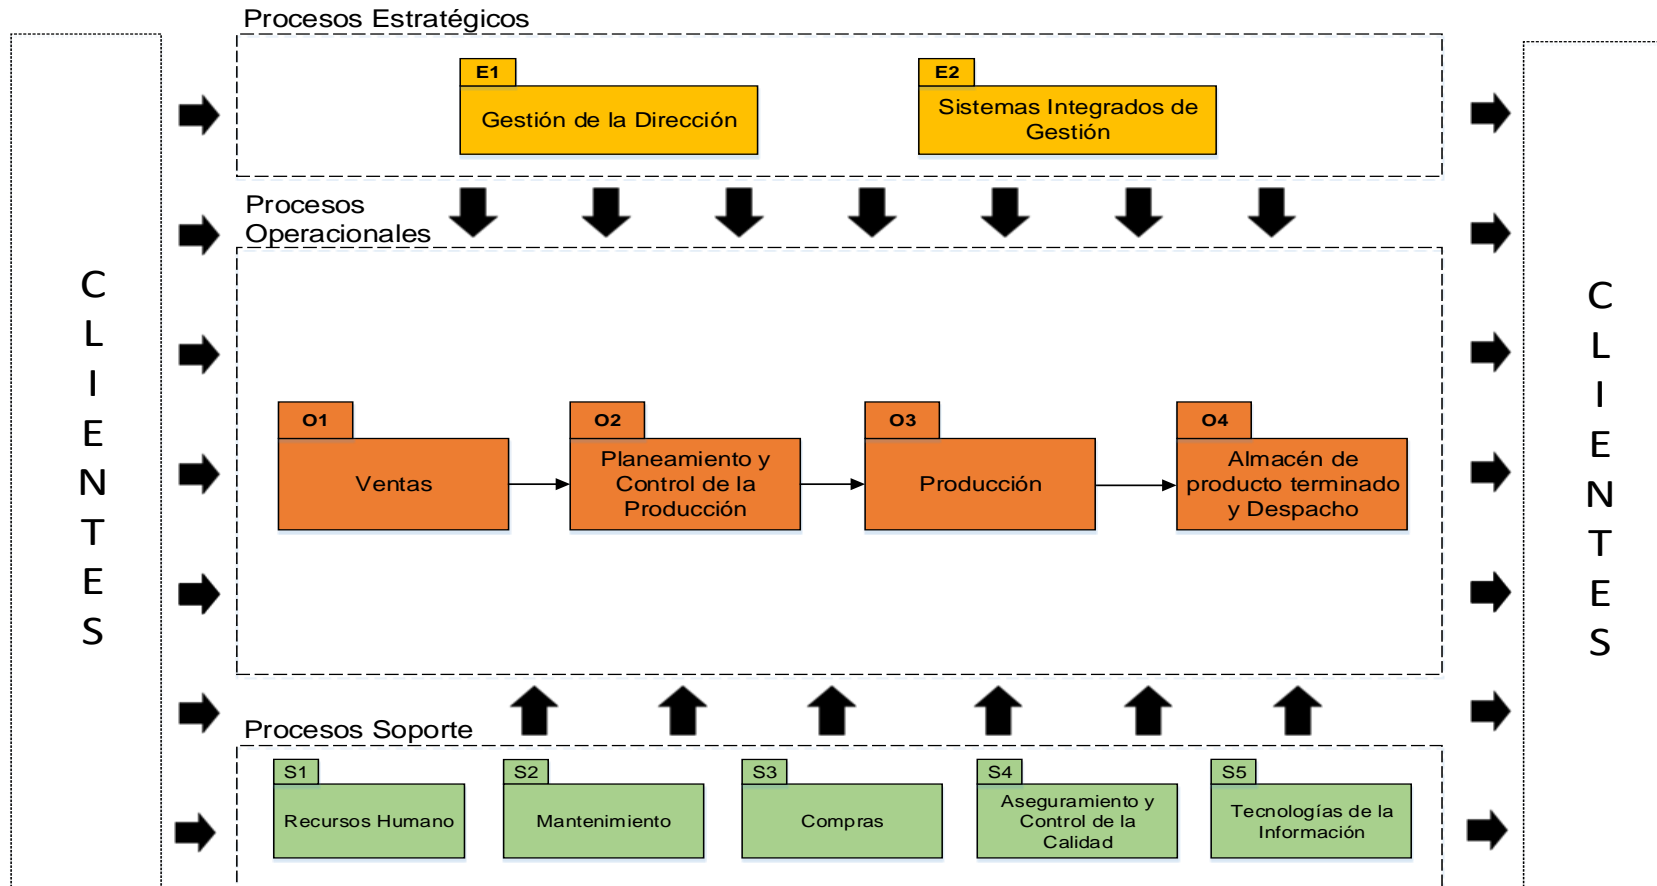 Procesos Estratégicos
E1
Gestión de la Dirección
E2
Sistemas Integrados de
Gestión
Procesos
Operacionales
C
L
I
E
N
T
E
S
O1
Ventas
O2
Planeamiento y
Control de la
Producción
O3
Producción
O4
Almacén de
producto terminado
y Despacho
C
L
I
E
N
T
E
S
Procesos Soporte
S1
Recursos Humano
S2
Mantenimiento
S3
Compras
S4
Aseguramiento y
Control de la
Calidad
S5
Tecnologías de la
Información